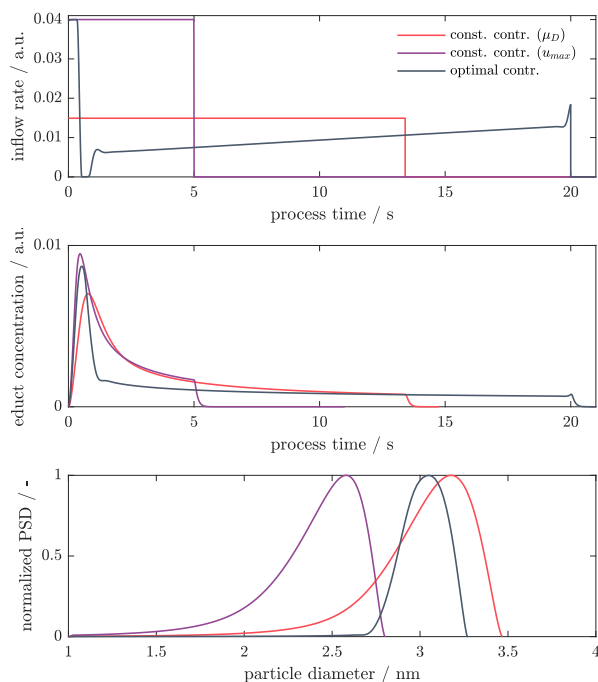 const. contr. (μ_D)
const. contr. (u_max)
optimal contr.
inflow rate / a.u.
0.04
0.03
0.02
0.01
0
0 5 10 15 20
process time / s
educt concentration / a.u.
0.01
0
0 5 10 15 20
process time / s
normalized PSD / -
1
0.5
0
1 1.5 2 2.5 3 3.5 4
particle diameter / nm